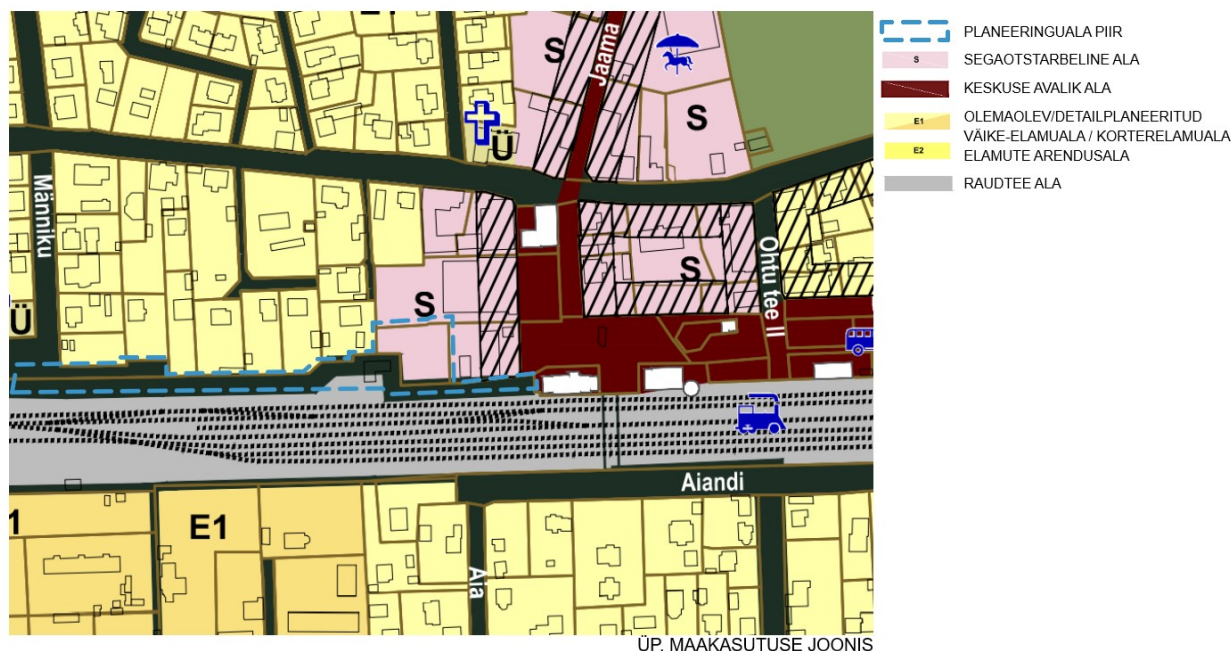 E1
S
Jaama
S
Ü
Männiku
S
S
Ohtu tee II
Ü
Aiandi
E1
Aia
PLANEERINGUALA PIIR
S
SEGAOTSTARBELINE ALA
KESKUSE AVALIK ALA
E1
OLEMAOLEV/DETAILPLANEERITUD
VÄIKE-ELAMUALA / KORTERELAMUALA
E2
ELAMUTE ARENDUSALA
RAUDTEE ALA
ÜP. MAAKASUTUSE JOONIS